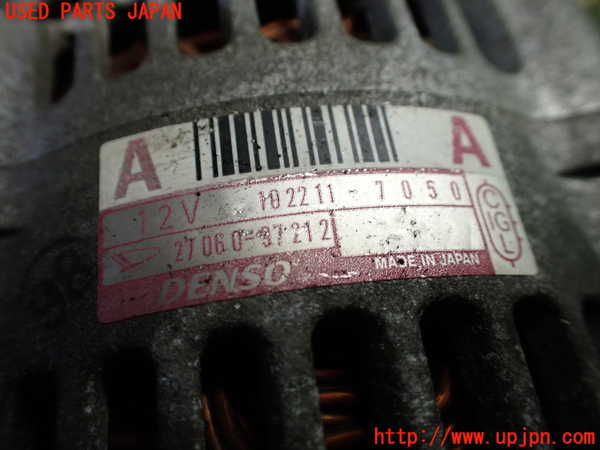 USED PARTS JAPAN
A A
12V 102211-7050
27060-97212
C
IG
L
DENSO MADE IN JAPAN
http://www.upjpn.com/